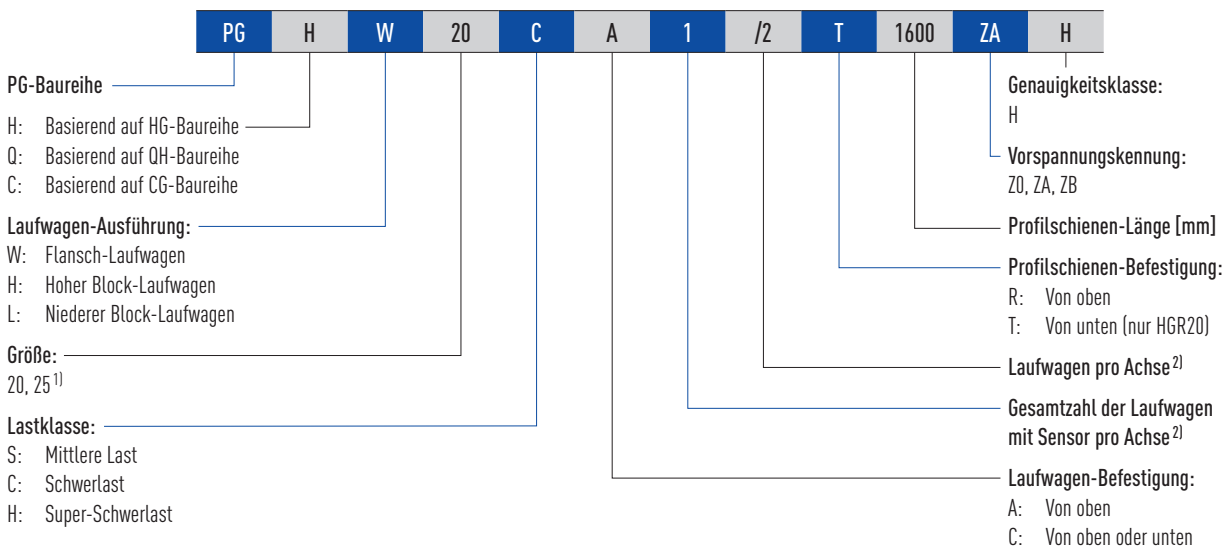 PG H W 20 C A 1 /2 T 1600 ZA H
PG-Baureihe
H: Basierend auf HG-Baureihe
Q: Basierend auf QH-Baureihe
C: Basierend auf CG-Baureihe
Laufwagen-Ausführung:
W: Flansch-Laufwagen
H: Hoher Block-Laufwagen
L: Niederer Block-Laufwagen
Größe:
20, 25 1)
Lastklasse:
S: Mittlere Last
C: Schwerlast
H: Super-Schwerlast
Genauigkeitsklasse:
H
Vorspannungskennung:
Z0, ZA, ZB
Profilschienen-Länge [mm]
Profilschienen-Befestigung:
R: Von oben
T: Von unten (nur HGR20)
Laufwagen pro Achse 2)
Gesamtzahl der Laufwagen
mit Sensor pro Achse 2)
Laufwagen-Befestigung:
A: Von oben
C: Von oben oder unten